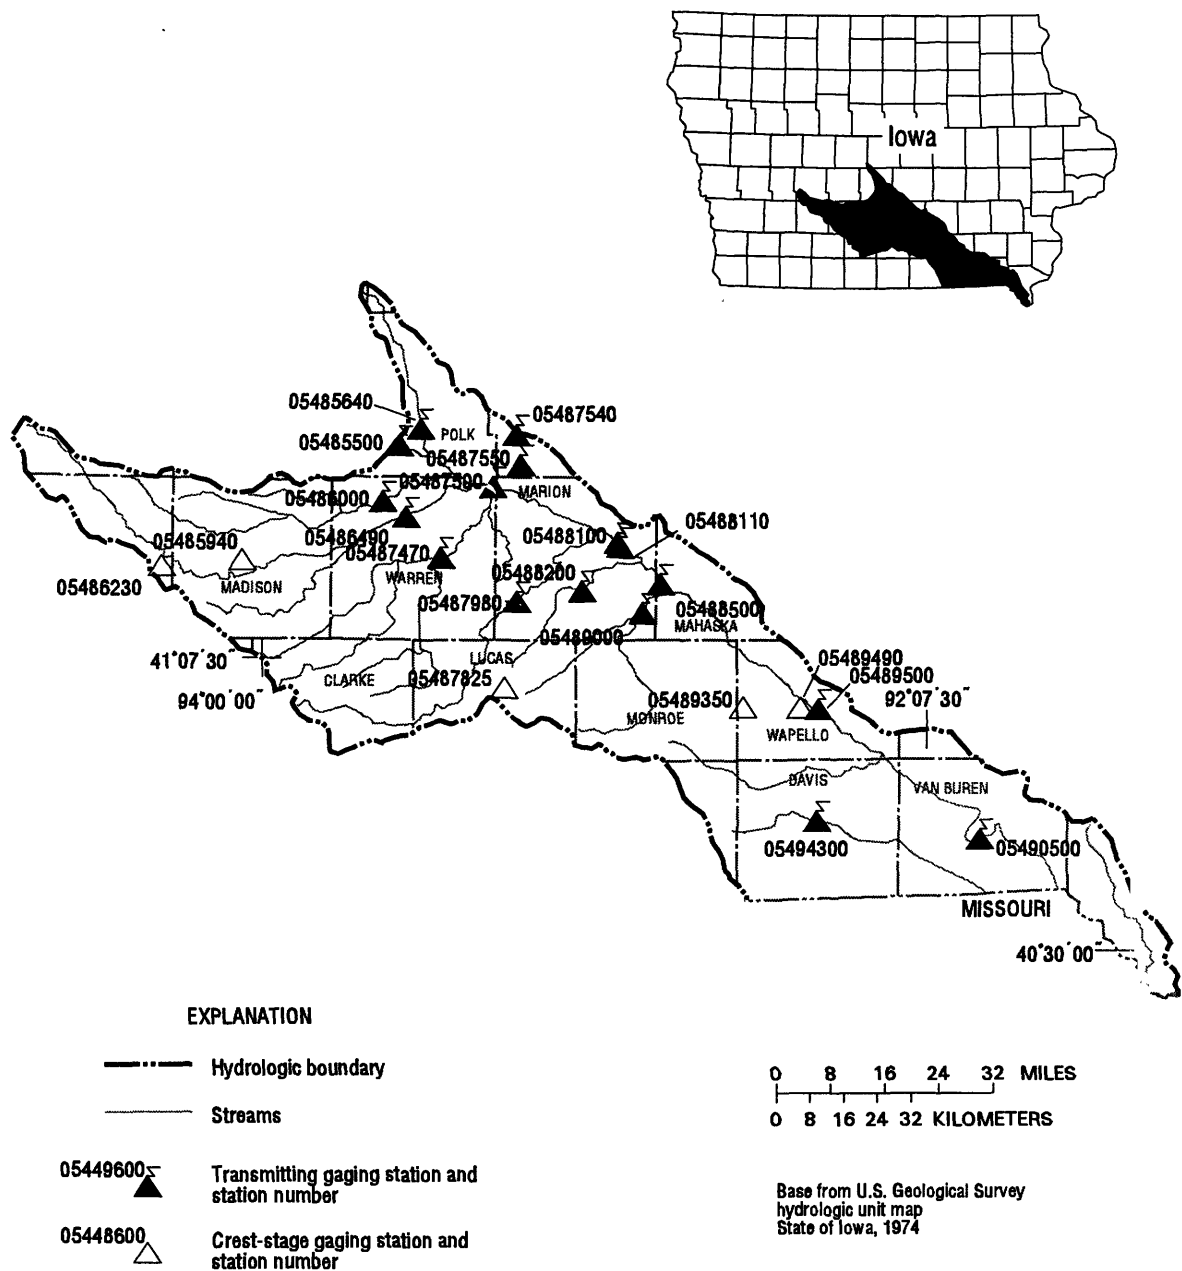 Iowa
05485640
05487540
05485500
POLK
05487550
05487500
MARION
05486000
05488110
05486490
05488100
05485940
05487470
05488200
05486230
MADISON
WARREN
05487980
05488500
MAHASKA
05489000
41°07´30˝
LUCAS
05489490
CLARKE
05487825
05489500
94°00´00˝
05489350
92°07´30˝
MONROE
WAPELLO
DAVIS
VAN BUREN
05494300
05490500
MISSOURI
40°30´00˝
EXPLANATION
Hydrologic boundary
Streams
05449600
Transmitting gaging station and
station number
05448600
Crest-stage gaging station and
station number
0 8 16 24 32 MILES
0 8 16 24 32 KILOMETERS
Base from U.S. Geological Survey
hydrologic unit map
State of Iowa, 1974